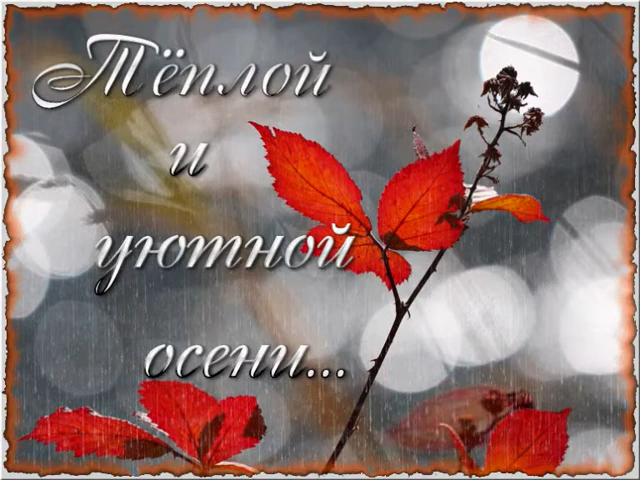 Тёплой
и
уютной
осени...